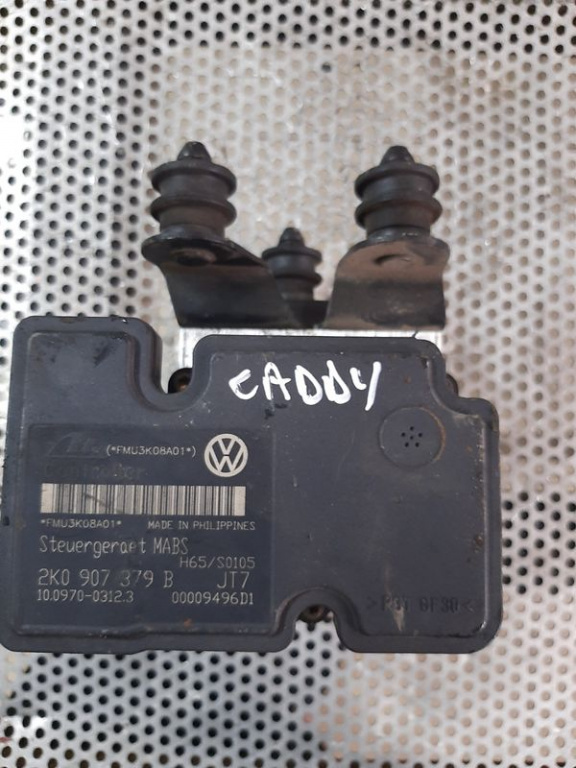 CADDY
(*FMU3K08A01*)
*FMU3K08A01* MADE IN PHILIPPINES
Steuergeraet MABS
H65/S0105
2K0 907 379 B JT7
10.0970-0312.3 00009496D1